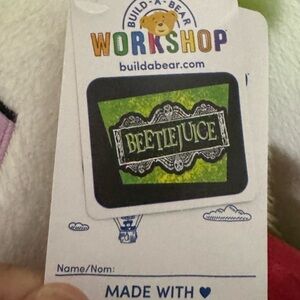 BUILD-A-BEAR
WORKSHOP
buildabear.com
BEETLEJUICE
Name/Nom:
MADE WITH ♥